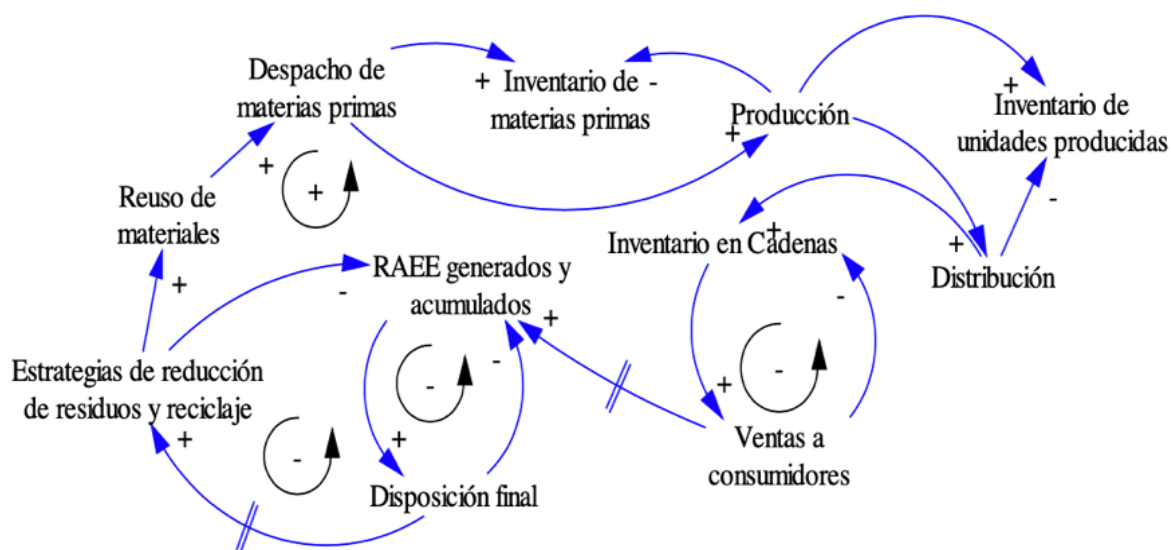 Despacho de
materias primas
+ Inventario de -
materias primas
Producción
+
+
Inventario de
unidades producidas
-
+
+
Reuso de
materiales
+
Inventario en Cadenas
+
-
+
Distribución
RAEE generados y
acumulados
-
+
-
Estrategias de reducción
de residuos y reciclaje
+
-
+
Disposición final
-
+
-
Ventas a
consumidores